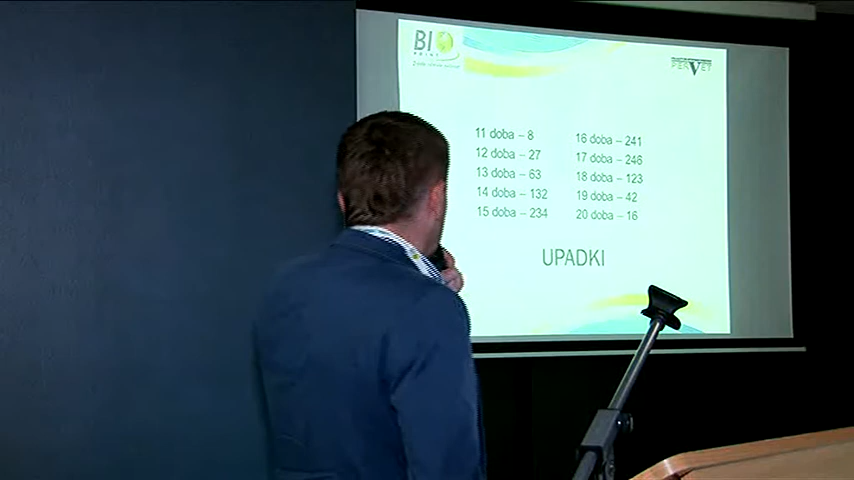 BI
POINT
PERVET
11 doba – 8
12 doba – 27
13 doba – 63
14 doba – 132
15 doba – 234
16 doba – 241
17 doba – 246
18 doba – 123
19 doba – 42
20 doba – 16
UPADKI